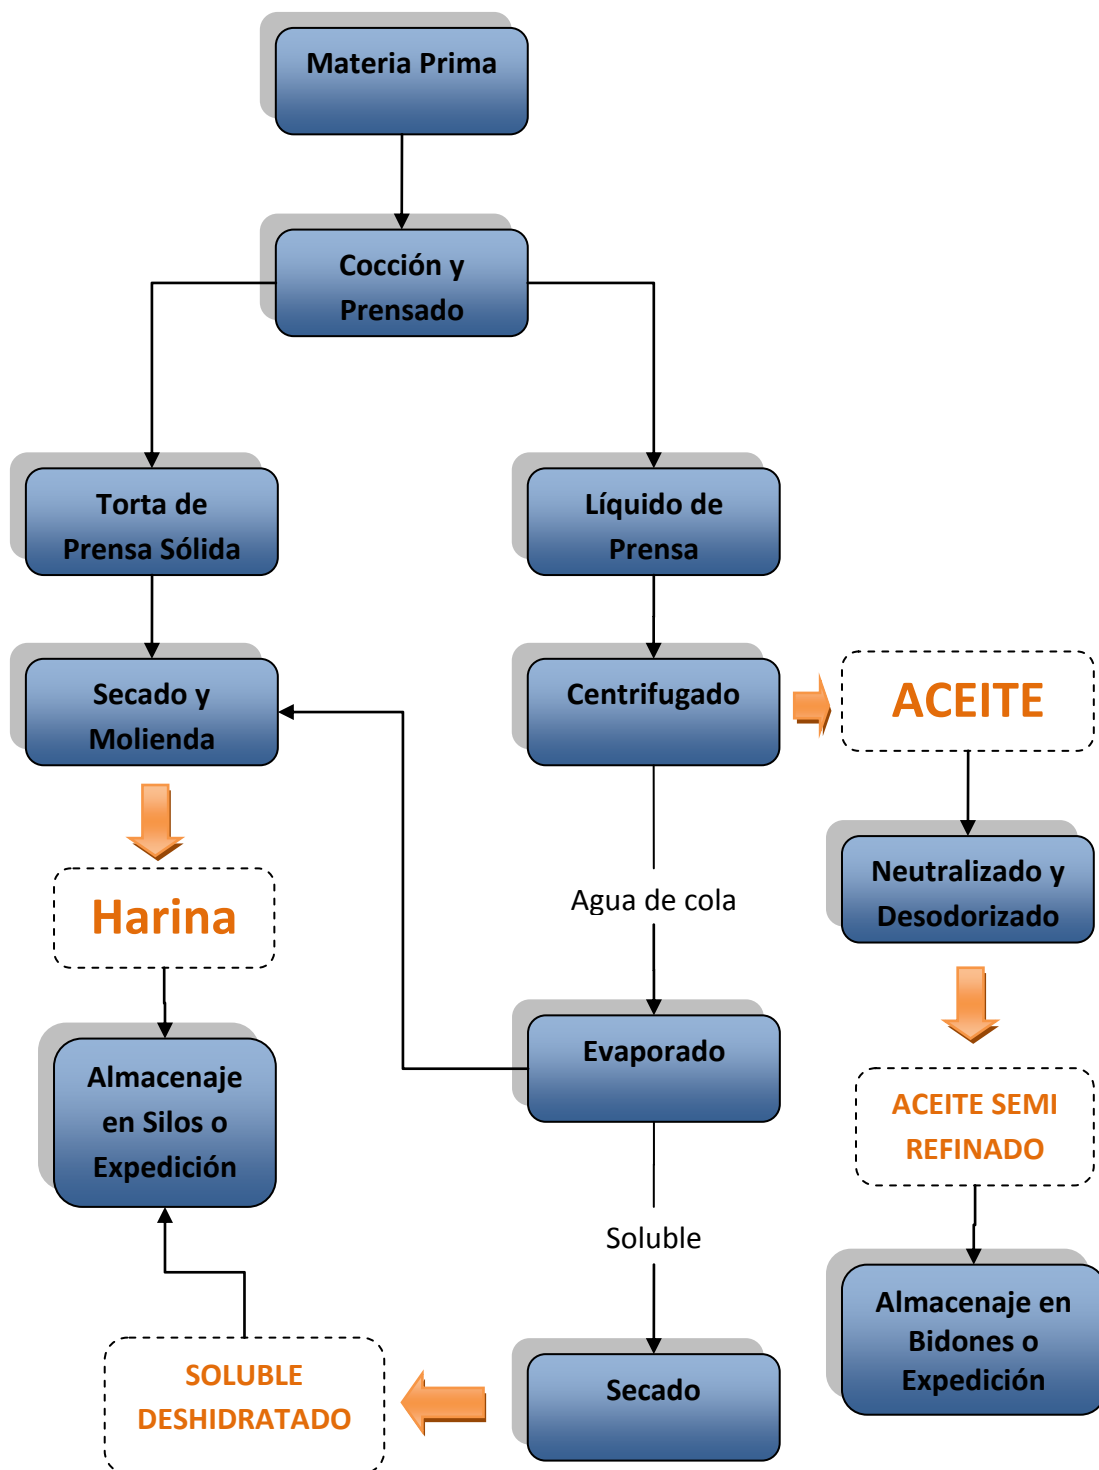 Materia Prima
Cocción y
Prensado
Torta de
Prensa Sólida
Líquido de
Prensa
Secado y
Molienda
Centrifugado
ACEITE
Harina
Agua de cola
Neutralizado y
Desodorizado
Almacenaje
en Silos o
Expedición
Evaporado
ACEITE SEMI
REFINADO
Soluble
Almacenaje en
Bidones o
Expedición
SOLUBLE
DESHIDRATADO
Secado